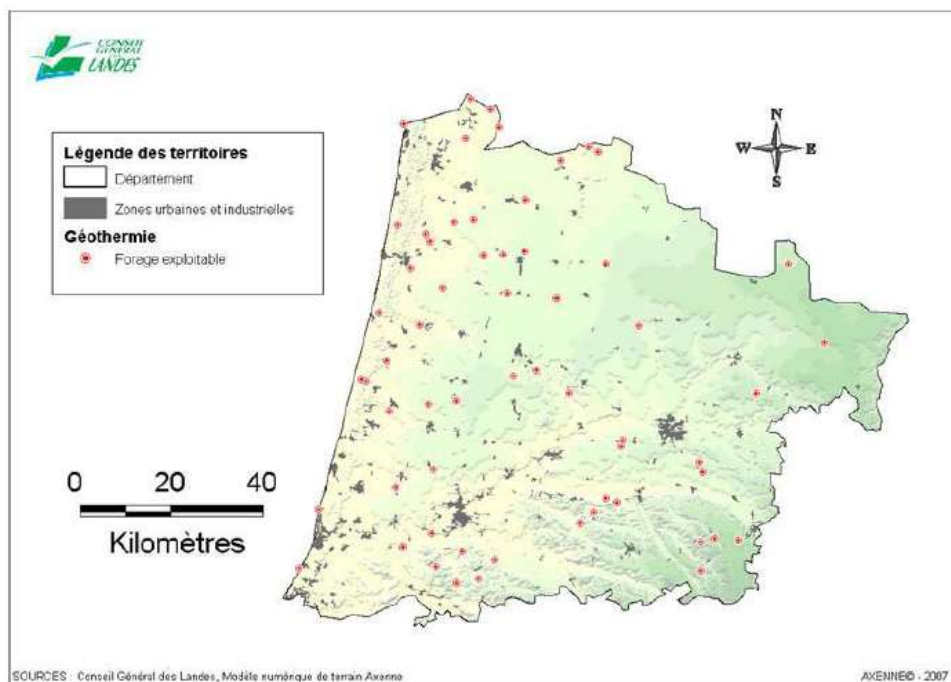 CONSEIL
GÉNÉRAL
LANDES
N
W E
S
Légende des territoires
Département
Zones urbaines et industrielles
Géothermie
Forage exploitable
0 20 40
Kilomètres
SOURCES : Conseil Général des Landes, Modèle numérique de terrain Axenne
AXENNE© - 2007